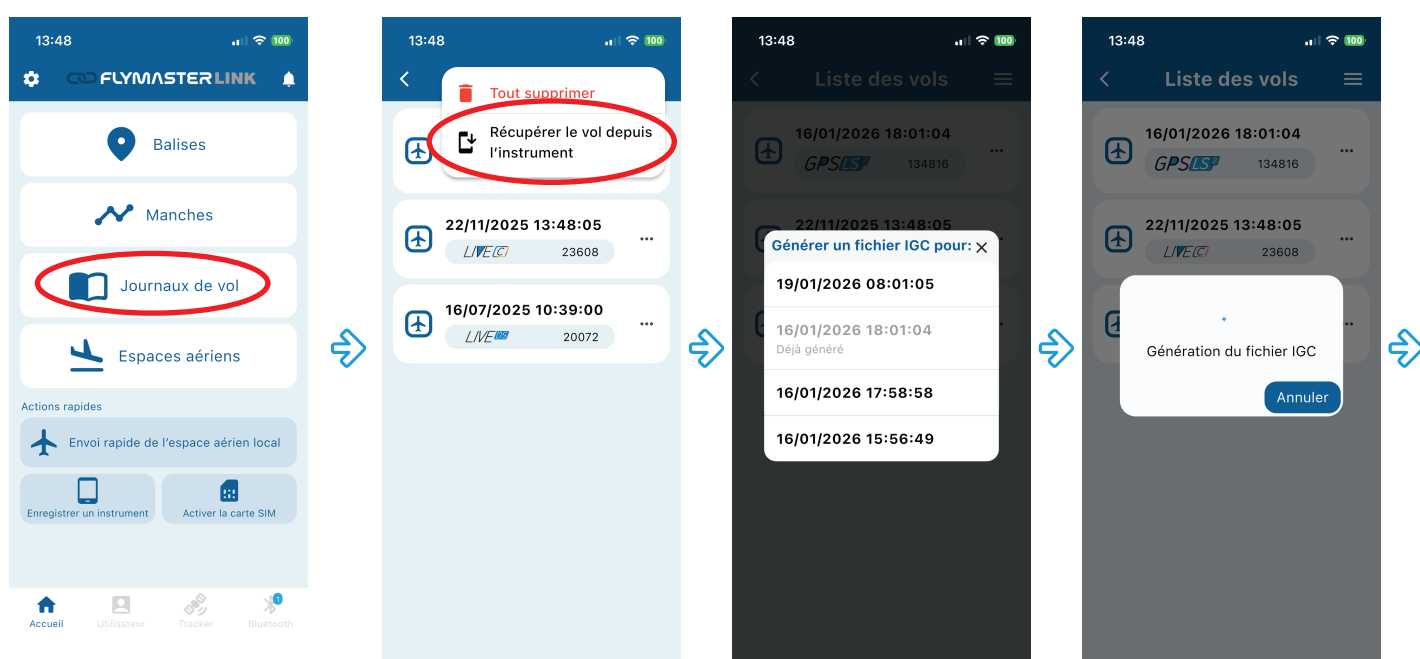 13:48
100
FLYMASTER LINK
Balises
Manches
Journaux de vol
Espaces aériens
Actions rapides
Envoi rapide de l'espace aérien local
Enregistrer un instrument
Activer la carte SIM
1
Accueil
Utilisateur
Tracker
Bluetooth
13:48
100
Tout supprimer
Récupérer le vol depuis
l'instrument
22/11/2025 13:48:05
LIVE C
23608
16/07/2025 10:39:00
LIVE DS
20072
13:48
100
Liste des vols
16/01/2026 18:01:04
GPS LS
134816
22/11/2025 13:48:05
Générer un fichier IGC pour:
19/01/2026 08:01:05
16/01/2026 18:01:04
Déjà généré
16/01/2026 17:58:58
16/01/2026 15:56:49
13:48
100
Liste des vols
16/01/2026 18:01:04
GPS LS
134816
22/11/2025 13:48:05
LIVE C
23608
Génération du fichier IGC
Annuler